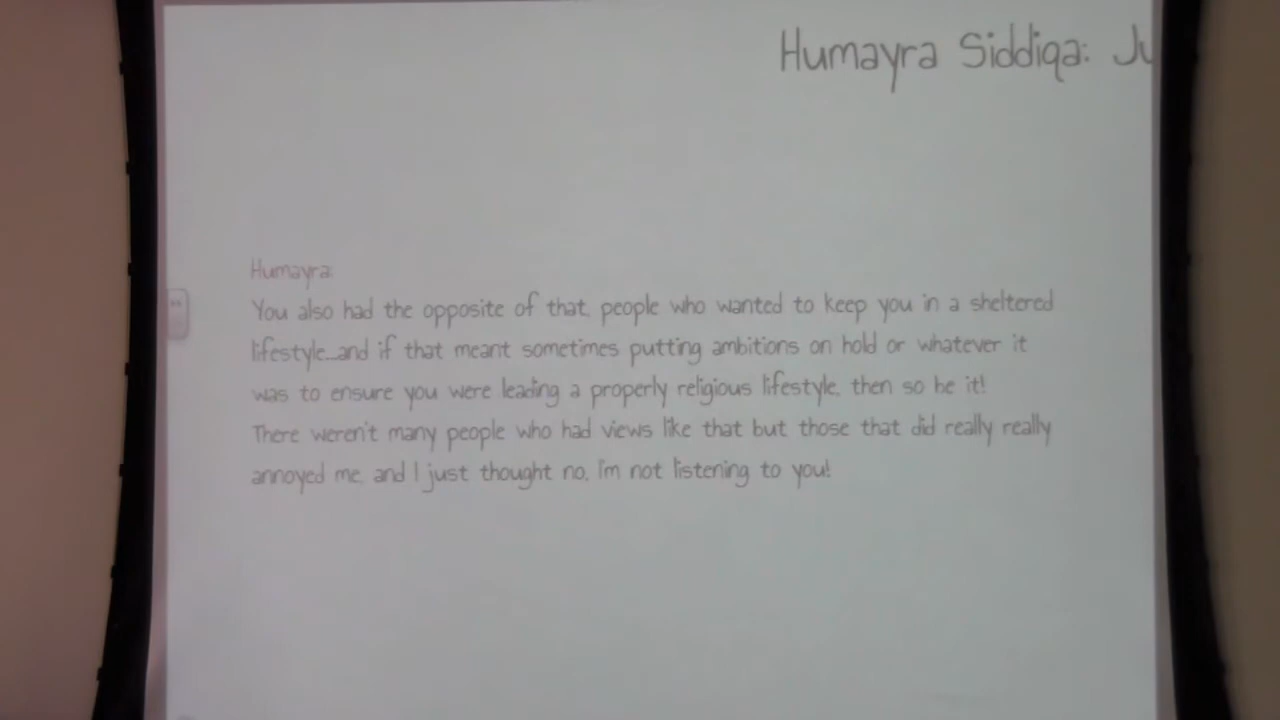 Humayra Siddiqa: Ju
Humayra:
You also had the opposite of that, people who wanted to keep you in a sheltered
lifestyle...and if that meant sometimes putting ambitions on hold or whatever it
was to ensure you were leading a properly religious lifestyle, then so be it!
There weren't many people who had views like that but those that did really really
annoyed me, and I just thought no, I'm not listening to you!